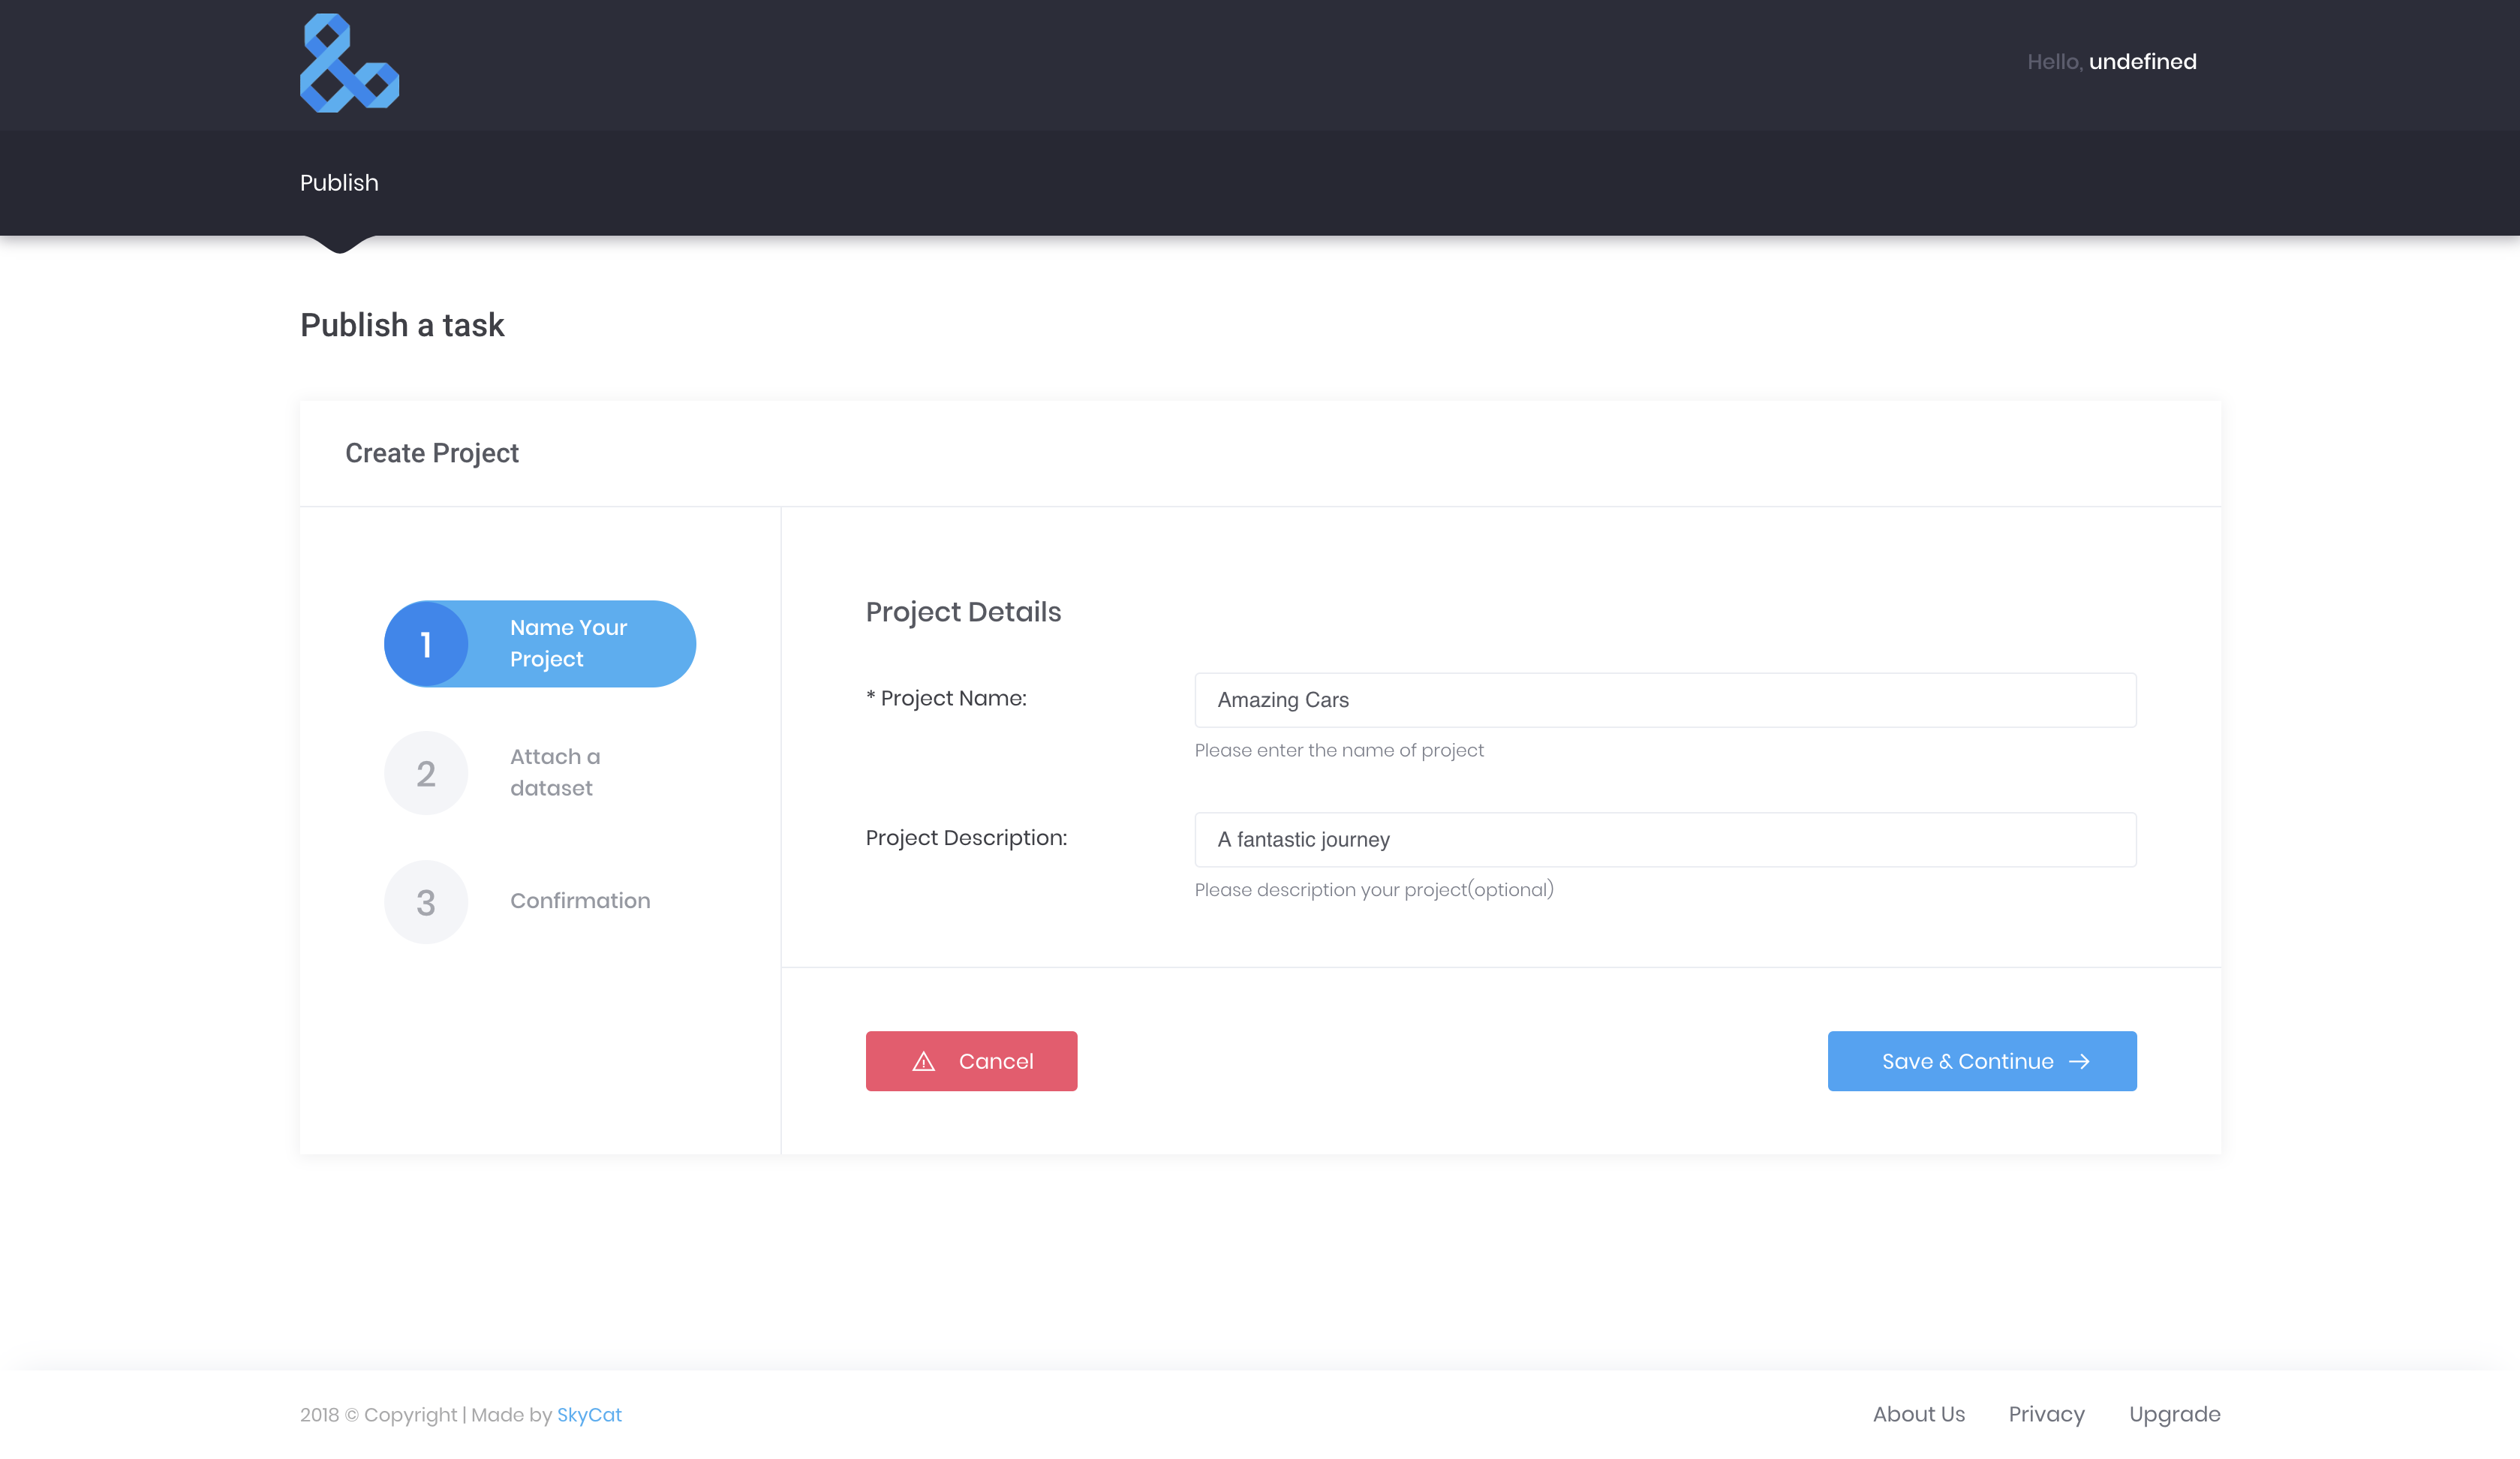 Hello, undefined
Publish
Publish a task
Create Project
1
Name Your
Project
2
Attach a
dataset
3
Confirmation
Project Details
* Project Name:
Amazing Cars
Please enter the name of project
Project Description:
A fantastic journey
Please description your project(optional)
Cancel
Save & Continue →
2018 © Copyright | Made by SkyCat
About Us
Privacy
Upgrade